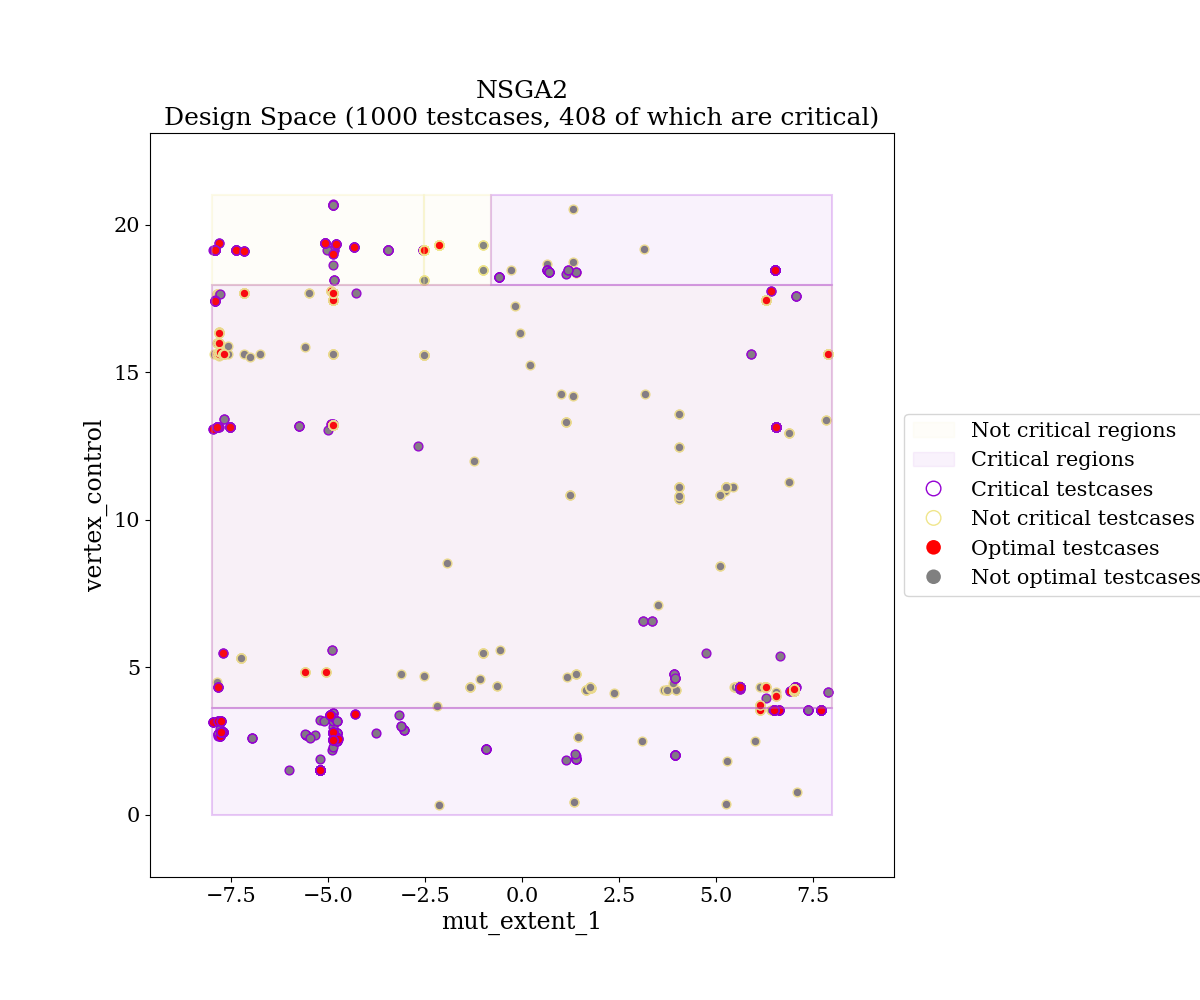 NSGA2
Design Space (1000 testcases, 408 of which are critical)
20
15
10
5
0
vertex_control
−7.5
−5.0
−2.5
0.0
2.5
5.0
7.5
mut_extent_1
Not critical regions
Critical regions
Critical testcases
Not critical testcases
Optimal testcases
Not optimal testcases